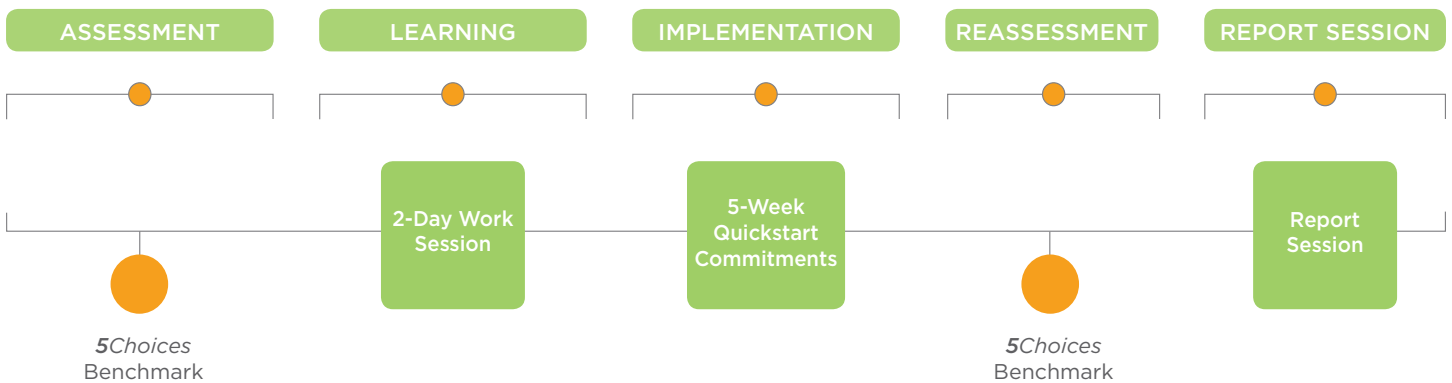 ASSESSMENT
LEARNING
IMPLEMENTATION
REASSESSMENT
REPORT SESSION
2-Day Work
Session
5-Week
Quickstart
Commitments
Report
Session
5Choices
Benchmark
5Choices
Benchmark